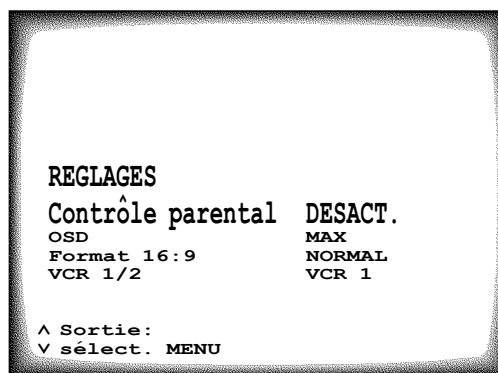 REGLAGES
Contrôle parental DESACT.
OSD MAX
Format 16:9 NORMAL
VCR 1/2 VCR 1
∧ Sortie:
∨ sélect. MENU